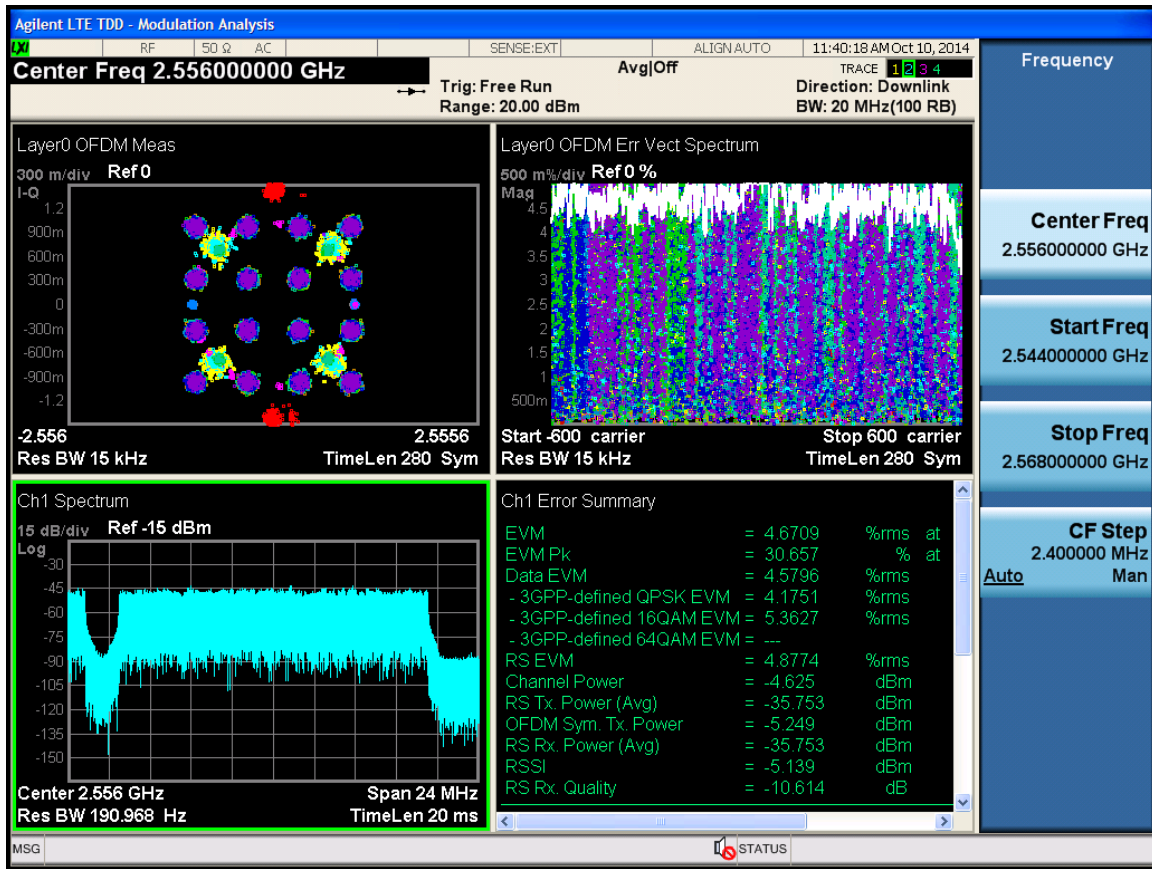 Agilent LTE TDD - Modulation Analysis
LXI RF 50 Ω AC SENSE:EXT ALIGN AUTO 11:40:18 AM Oct 10, 2014
Center Freq 2.556000000 GHz
Avg|Off
TRACE 1 2 3 4
Trig: Free Run
Direction: Downlink
Range: 20.00 dBm
BW: 20 MHz(100 RB)
Frequency
Layer0 OFDM Meas
300 m/div Ref 0
I-Q
1.2
900m
600m
300m
0
-300m
-600m
-900m
-1.2
-2.556 2.5556
Res BW 15 kHz TimeLen 280 Sym
Layer0 OFDM Err Vect Spectrum
500 m%/div Ref 0 %
Mag
4.5
4
3.5
3
2.5
2
1.5
1
500m
Start -600 carrier Stop 600 carrier
Res BW 15 kHz TimeLen 280 Sym
Ch1 Spectrum
15 dB/div Ref -15 dBm
Log
-30
-45
-60
-75
-90
-105
-120
-135
-150
Center 2.556 GHz Span 24 MHz
Res BW 190.968 Hz TimeLen 20 ms
Ch1 Error Summary
EVM = 4.6709 %rms at
EVM Pk = 30.657 % at
Data EVM = 4.5796 %rms
- 3GPP-defined QPSK EVM = 4.1751 %rms
- 3GPP-defined 16QAM EVM = 5.3627 %rms
- 3GPP-defined 64QAM EVM = ---
RS EVM = 4.8774 %rms
Channel Power = -4.625 dBm
RS Tx. Power (Avg) = -35.753 dBm
OFDM Sym. Tx. Power = -5.249 dBm
RS Rx. Power (Avg) = -35.753 dBm
RSSI = -5.139 dBm
RS Rx. Quality = -10.614 dB
Center Freq
2.556000000 GHz
Start Freq
2.544000000 GHz
Stop Freq
2.568000000 GHz
CF Step
2.400000 MHz
Auto Man
MSG STATUS